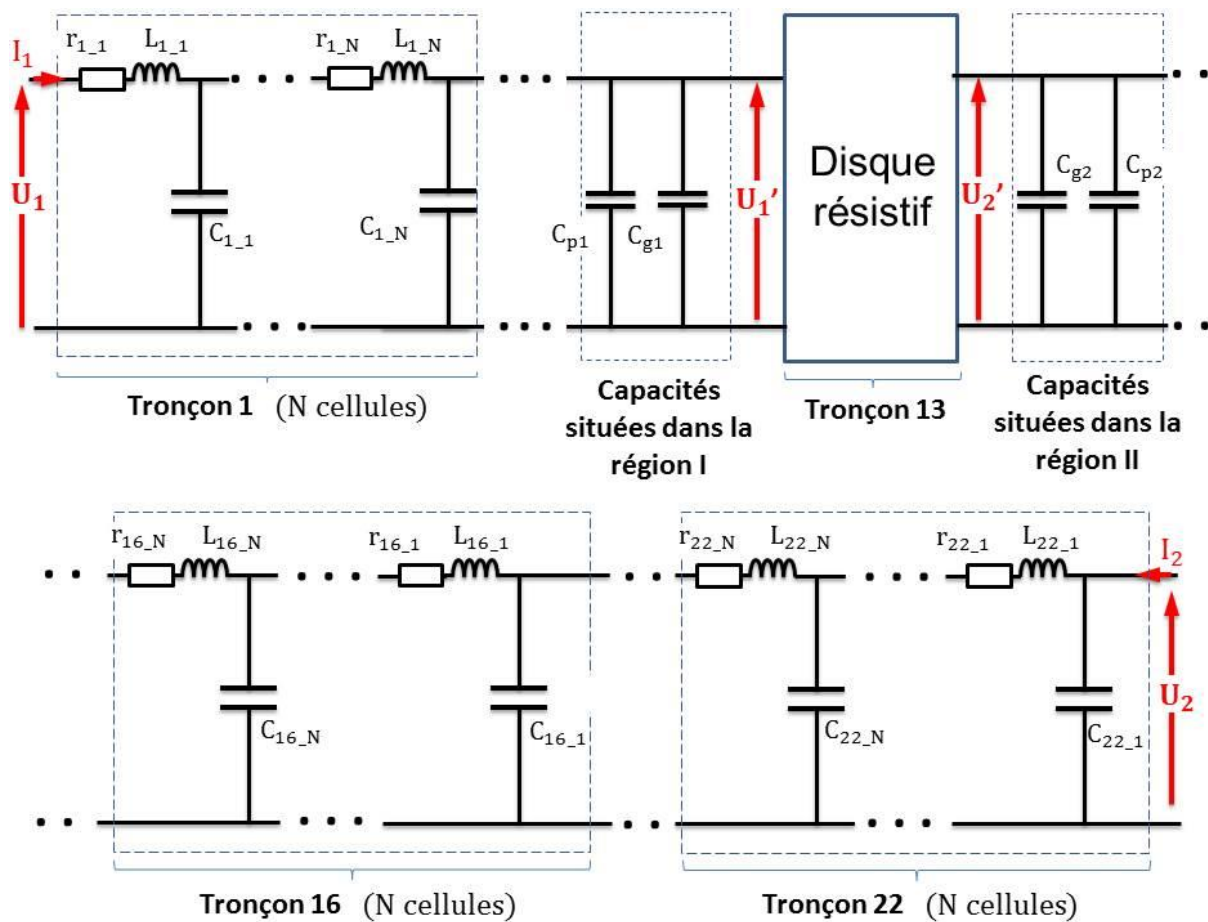 r1_1 L1_1 r1_N L1_N
I1
U1
C1_1 C1_N Cp1 Cg1
U1’
Disque
résistif
U2’
Cg2 Cp2
Tronçon 1 (N cellules)
Capacités
situées dans la
région I
Tronçon 13
Capacités
situées dans la
région II
r16_N L16_N r16_1 L16_1 r22_N L22_N r22_1 L22_1
I2
U2
C16_N C16_1 C22_N C22_1
Tronçon 16 (N cellules)
Tronçon 22 (N cellules)